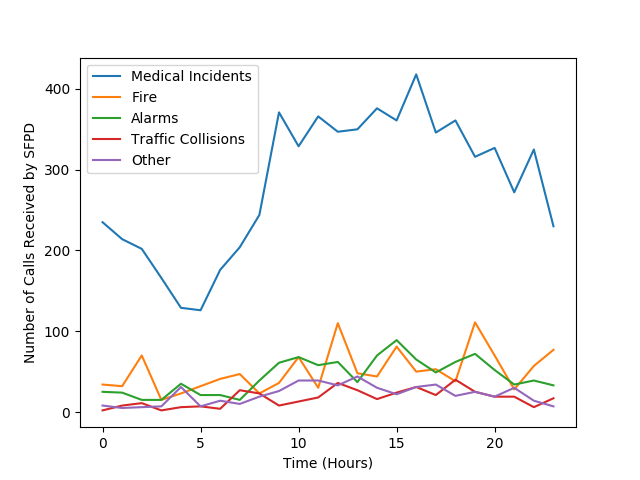 Medical Incidents
Fire
Alarms
Traffic Collisions
Other
400
300
200
100
0
Number of Calls Received by SFPD
0 5 10 15 20
Time (Hours)